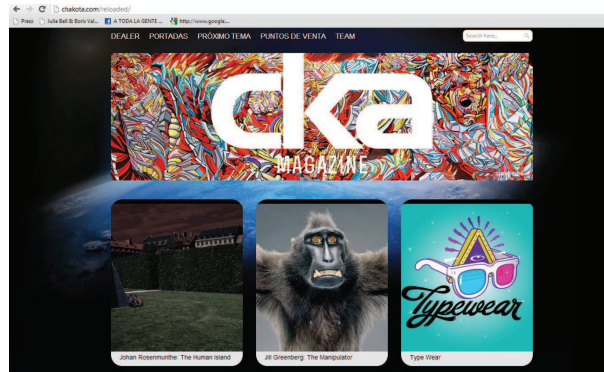 chakota.com/reloaded/
Press Julie Bell & Boris Val... A TODA LA GENTE ... http://www.google....
DEALER PORTADAS PRÓXIMO TEMA PUNTOS DE VENTA TEAM
Search here..
cka
MAGAZINE
Typewear
Johan Rosenmunthe: The Human Island Jill Greenberg: The Manipulator Type Wear